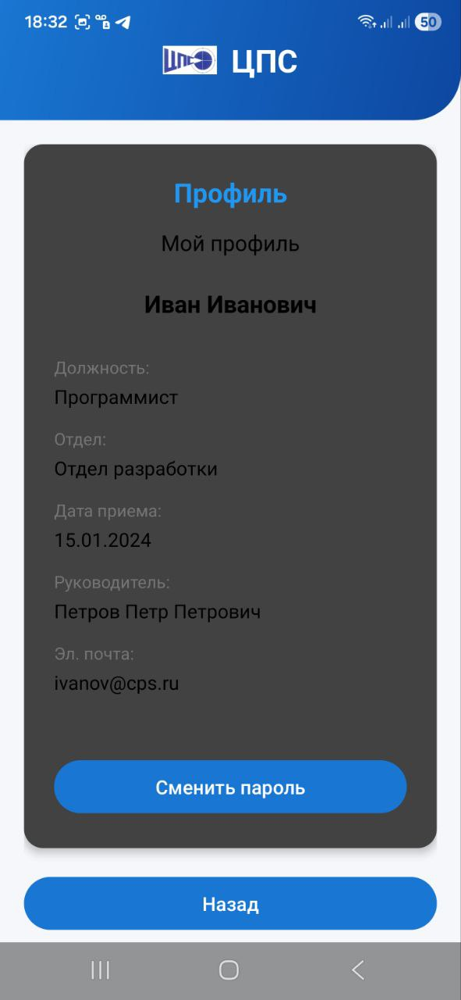 18:32
50
ЦПС ЦПС
Профиль
Мой профиль
Иван Иванович
Должность:
Программист
Отдел:
Отдел разработки
Дата приема:
15.01.2024
Руководитель:
Петров Петр Петрович
Эл. почта:
ivanov@cps.ru
Сменить пароль
Назад